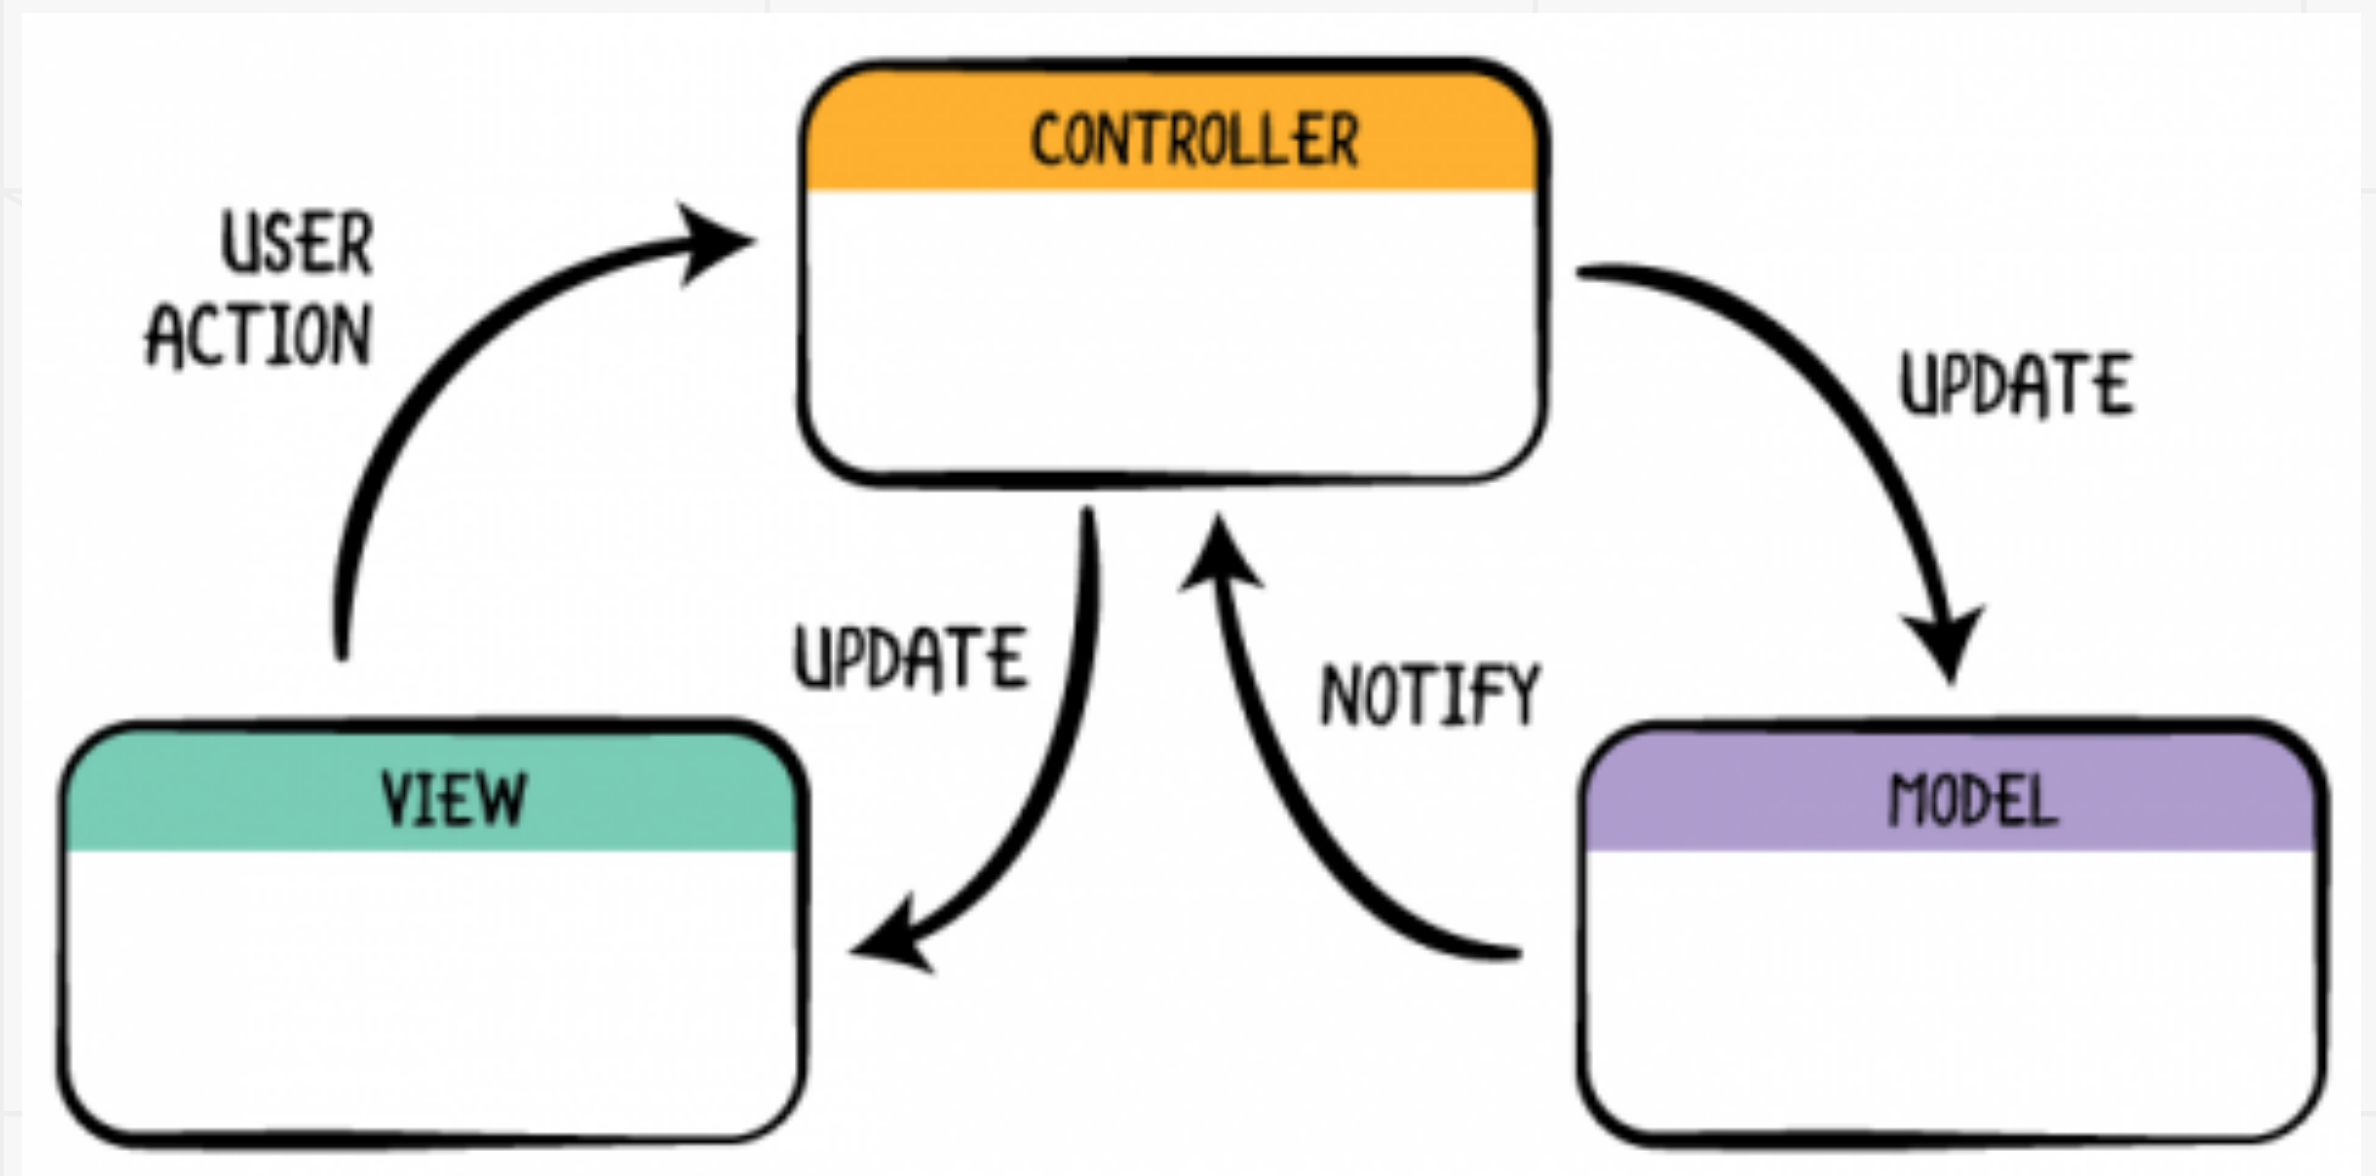 CONTROLLER
USER
ACTION
UPDATE
UPDATE
NOTIFY
VIEW
MODEL